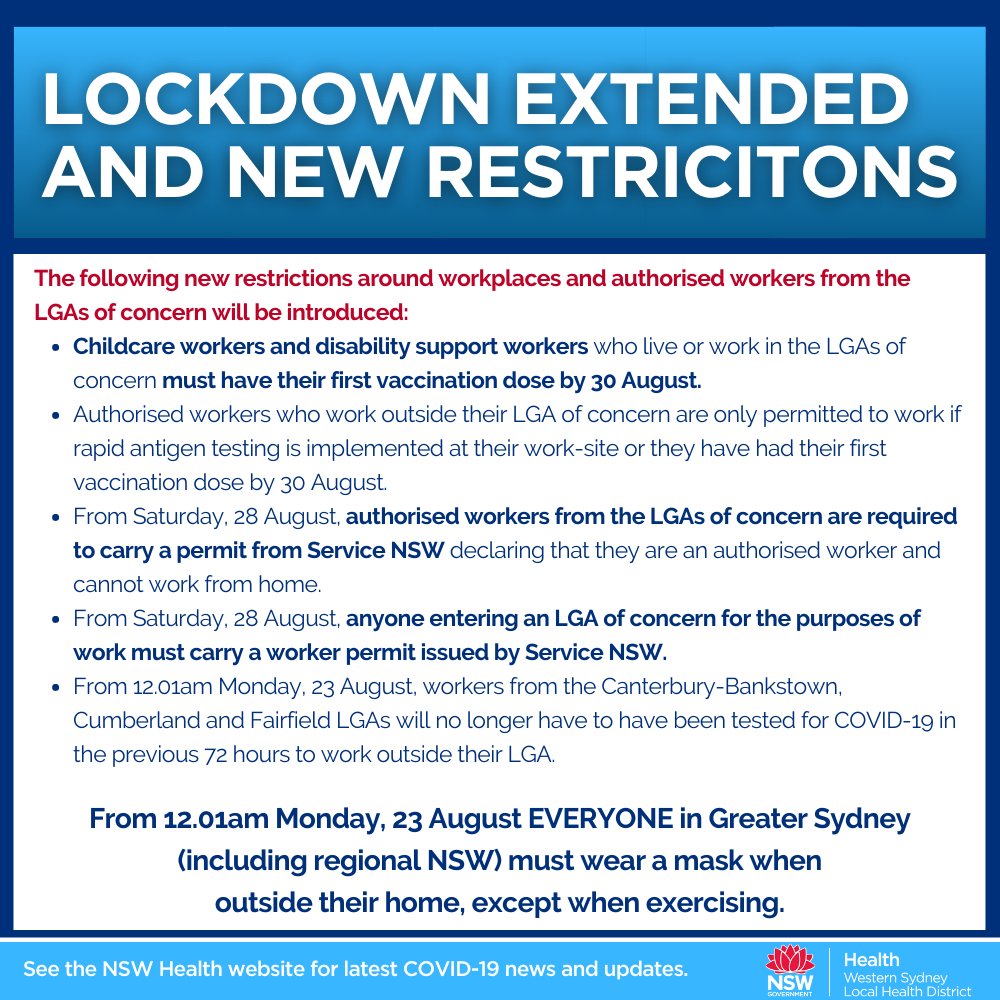 LOCKDOWN EXTENDED
AND NEW RESTRICITONS
The following new restrictions around workplaces and authorised workers from the
LGAs of concern will be introduced:
• Childcare workers and disability support workers who live or work in the LGAs of
concern must have their first vaccination dose by 30 August.
• Authorised workers who work outside their LGA of concern are only permitted to work if
rapid antigen testing is implemented at their work-site or they have had their first
vaccination dose by 30 August.
• From Saturday, 28 August, authorised workers from the LGAs of concern are required
to carry a permit from Service NSW declaring that they are an authorised worker and
cannot work from home.
• From Saturday, 28 August, anyone entering an LGA of concern for the purposes of
work must carry a worker permit issued by Service NSW.
• From 12.01am Monday, 23 August, workers from the Canterbury-Bankstown,
Cumberland and Fairfield LGAs will no longer have to have been tested for COVID-19 in
the previous 72 hours to work outside their LGA.
From 12.01am Monday, 23 August EVERYONE in Greater Sydney
(including regional NSW) must wear a mask when
outside their home, except when exercising.
See the NSW Health website for latest COVID-19 news and updates.
NSW
GOVERNMENT
Health
Western Sydney
Local Health District